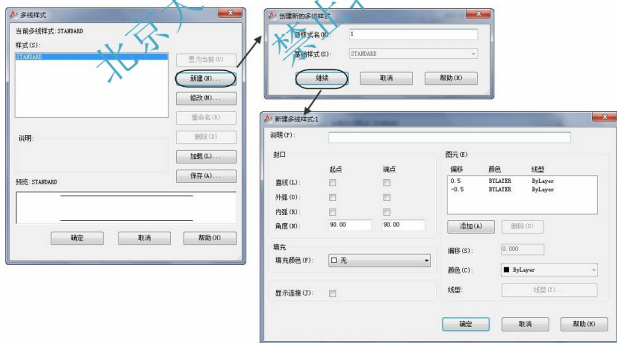 多线样式
当前多线样式:STANDARD
样式(S):
STANDARD
置为当前(U)
新建(N)...
修改(M)...
重命名(R)
说明:
删除(D)
加载(L)...
保存(A)...
预览:STANDARD
确定 取消 帮助(H)
创建新的多线样式
新样式名(N): 1
基础样式(S): STANDARD
继续 取消 帮助(H)
新建多线样式:1
说明(P):
封口
起点 端点
直线(L):
外弧(O):
内弧(R):
角度(N): 90.00 90.00
填充
填充颜色(F): 无
显示连接(J):
图元(E)
偏移 颜色 线型
0.5 BYLAYER ByLayer
-0.5 BYLAYER ByLayer
添加(A) 删除(D)
偏移(S): 0.000
颜色(C): ByLayer
线型: 线型(Y)...
确定 取消 帮助(H)
北京人
禁止